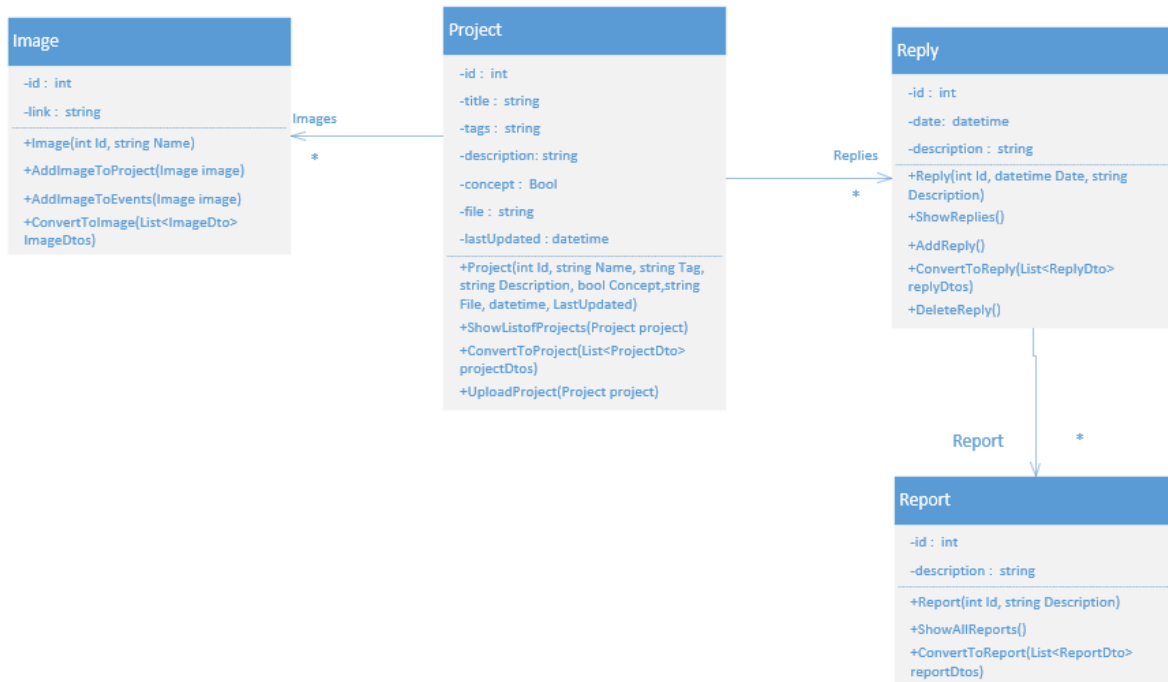 Image
-id : int
-link : string
+Image(int Id, string Name)
+AddImageToProject(Image image)
+AddImageToEvents(Image image)
+ConvertToImage(List<ImageDto>
ImageDtos)
Images
*
Project
-id : int
-title : string
-tags : string
-description: string
-concept : Bool
-file : string
-lastUpdated : datetime
+Project(int Id, string Name, string Tag,
string Description, bool Concept,string
File, datetime, LastUpdated)
+ShowListofProjects(Project project)
+ConvertToProject(List<ProjectDto>
projectDtos)
+UploadProject(Project project)
Replies
*
Reply
-id : int
-date: datetime
-description : string
+Reply(int Id, datetime Date, string
Description)
+ShowReplies()
+AddReply()
+ConvertToReply(List<ReplyDto>
replyDtos)
+DeleteReply()
Report
*
Report
-id : int
-description : string
+Report(int Id, string Description)
+ShowAllReports()
+ConvertToReport(List<ReportDto>
reportDtos)